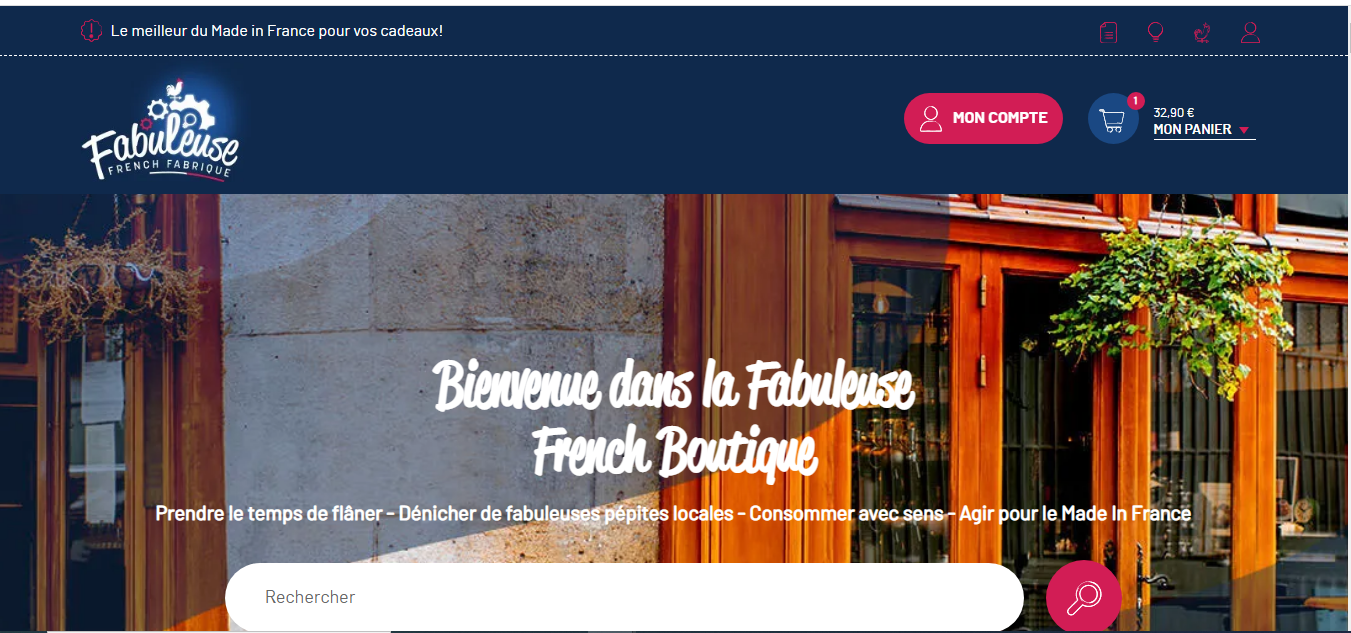 Le meilleur du Made in France pour vos cadeaux!
Fabuleuse
FRENCH FABRIQUE
MON COMPTE
1
32,90 €
MON PANIER
Bienvenue dans la Fabuleuse
French Boutique
Prendre le temps de flâner - Dénicher de fabuleuses pépites locales - Consommer avec sens - Agir pour le Made In France
Rechercher